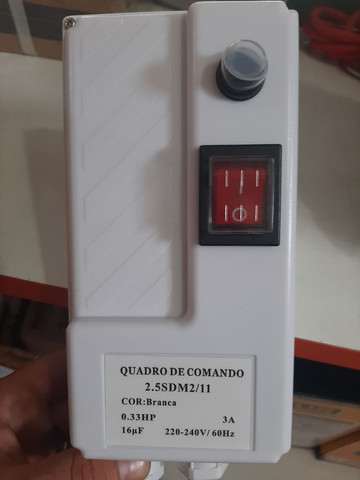 QUADRO DE COMANDO
2.5SDM2/11
COR:Branca
0.33HP 3A
16µF 220-240V/60Hz